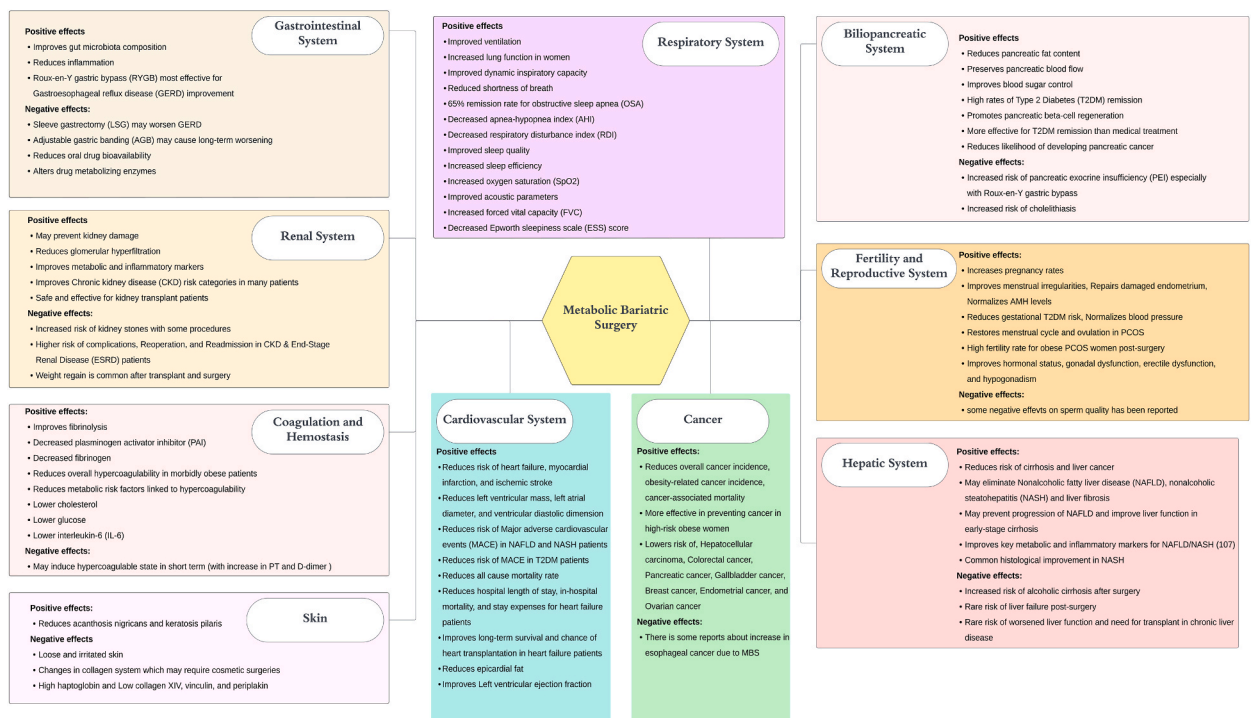 Gastrointestinal
System
Positive effects
• Improves gut microbiota composition
• Reduces inflammation
• Roux-en-Y gastric bypass (RYGB) most effective for
Gastroesophageal reflux disease (GERD) improvement
Negative effects:
• Sleeve gastrectomy (LSG) may worsen GERD
• Adjustable gastric banding (AGB) may cause long-term worsening
• Reduces oral drug bioavailability
• Alters drug metabolizing enzymes
Renal System
Positive effects
• May prevent kidney damage
• Reduces glomerular hyperfiltration
• Improves metabolic and inflammatory markers
• Improves Chronic kidney disease (CKD) risk categories in many patients
• Safe and effective for kidney transplant patients
Negative effects:
• Increased risk of kidney stones with some procedures
• Higher risk of complications, Reoperation, and Readmission in CKD & End-Stage
Renal Disease (ESRD) patients
• Weight regain is common after transplant and surgery
Coagulation and
Hemostasis
Positive effects:
• Improves fibrinolysis
• Decreased plasminogen activator inhibitor (PAI)
• Decreased fibrinogen
• Reduces overall hypercoagulability in morbidly obese patients
• Reduces metabolic risk factors linked to hypercoagulability
• Lower cholesterol
• Lower glucose
• Lower interleukin-6 (IL-6)
Negative effects:
• May induce hypercoagulable state in short term (with increase in PT and D-dimer )
Skin
Positive effects:
• Reduces acanthosis nigricans and keratosis pilaris
Negative effects
• Loose and irritated skin
• Changes in collagen system which may require cosmetic surgeries
• High haptoglobin and Low collagen XIV, vinculin, and periplakin
Respiratory System
Positive effects
• Improved ventilation
• Increased lung function in women
• Improved dynamic inspiratory capacity
• Reduced shortness of breath
• 65% remission rate for obstructive sleep apnea (OSA)
• Decreased apnea-hypopnea index (AHI)
• Decreased respiratory disturbance index (RDI)
• Improved sleep quality
• Increased sleep efficiency
• Increased oxygen saturation (SpO2)
• Improved acoustic parameters
• Increased forced vital capacity (FVC)
• Decreased Epworth sleepiness scale (ESS) score
Metabolic Bariatric
Surgery
Cardiovascular System
Positive effects
• Reduces risk of heart failure, myocardial
infarction, and ischemic stroke
• Reduces left ventricular mass, left atrial
diameter, and ventricular diastolic dimension
• Reduces risk of Major adverse cardiovascular
events (MACE) in NAFLD and NASH patients
• Reduces risk of MACE in T2DM patients
• Reduces all cause mortality rate
• Reduces hospital length of stay, in-hospital
mortality, and stay expenses for heart failure
patients
• Improves long-term survival and chance of
heart transplantation in heart failure patients
• Reduces epicardial fat
• Improves Left ventricular ejection fraction
Cancer
Positive effects:
• Reduces overall cancer incidence,
obesity-related cancer incidence,
cancer-associated mortality
• More effective in preventing cancer in
high-risk obese women
• Lowers risk of, Hepatocellular
carcinoma, Colorectal cancer,
Pancreatic cancer, Gallbladder cancer,
Breast cancer, Endometrial cancer, and
Ovarian cancer
Negative effects:
• There is some reports about increase in
esophageal cancer due to MBS
Biliopancreatic
System
Positive effects
• Reduces pancreatic fat content
• Preserves pancreatic blood flow
• Improves blood sugar control
• High rates of Type 2 Diabetes (T2DM) remission
• Promotes pancreatic beta-cell regeneration
• More effective for T2DM remission than medical treatment
• Reduces likelihood of developing pancreatic cancer
Negative effects:
• Increased risk of pancreatic exocrine insufficiency (PEI) especially
with Roux-en-Y gastric bypass
• Increased risk of cholelithiasis
Fertility and
Reproductive System
Positive effects:
• Increases pregnancy rates
• Improves menstrual irregularities, Repairs damaged endometrium,
Normalizes AMH levels
• Reduces gestational T2DM risk, Normalizes blood pressure
• Restores menstrual cycle and ovulation in PCOS
• High fertility rate for obese PCOS women post-surgery
• Improves hormonal status, gonadal dysfunction, erectile dysfunction,
and hypogonadism
Negative effects:
• some negative effevts on sperm quality has been reported
Hepatic System
Positive effects:
• Reduces risk of cirrhosis and liver cancer
• May eliminate Nonalcoholic fatty liver disease (NAFLD), nonalcoholic
steatohepatitis (NASH) and liver fibrosis
• May prevent progression of NAFLD and improve liver function in
early-stage cirrhosis
• Improves key metabolic and inflammatory markers for NAFLD/NASH (107)
• Common histological improvement in NASH
Negative effects:
• Increased risk of alcoholic cirrhosis after surgery
• Rare risk of liver failure post-surgery
• Rare risk of worsened liver function and need for transplant in chronic liver
disease